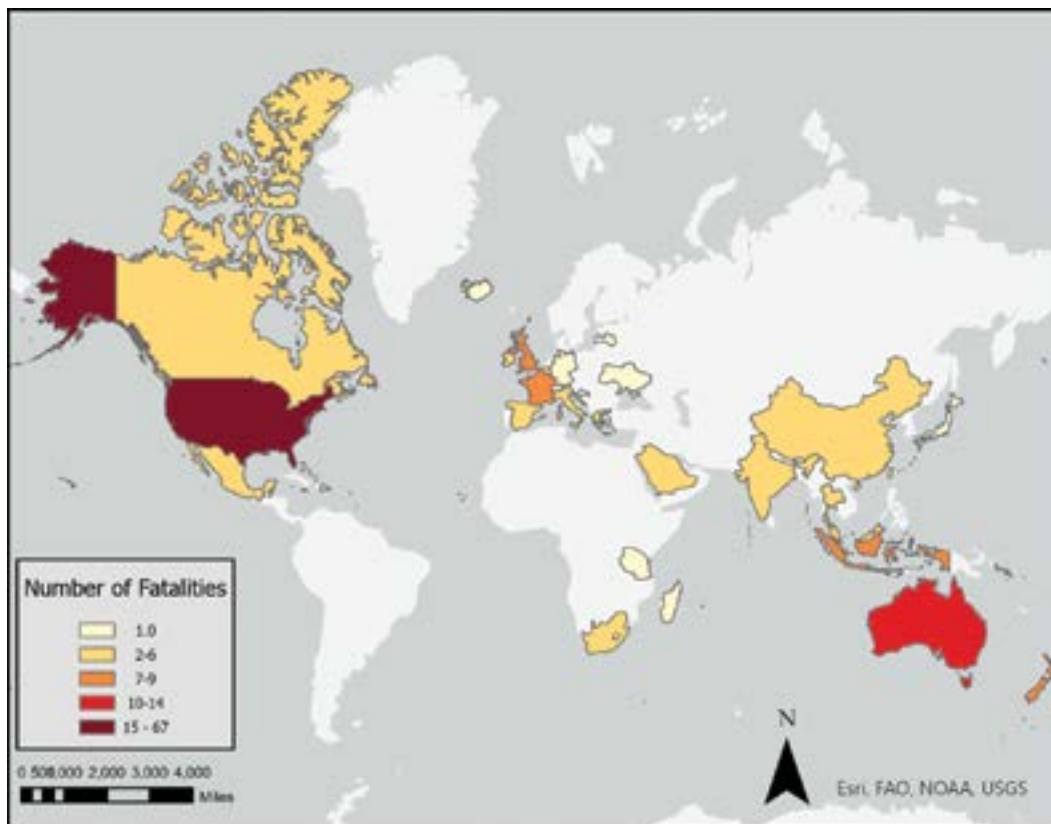 Number of Fatalities
1.0
2-6
7-9
10-14
15 - 67
0 500 1,000 2,000 3,000 4,000
Miles
N
Esri, FAO, NOAA, USGS